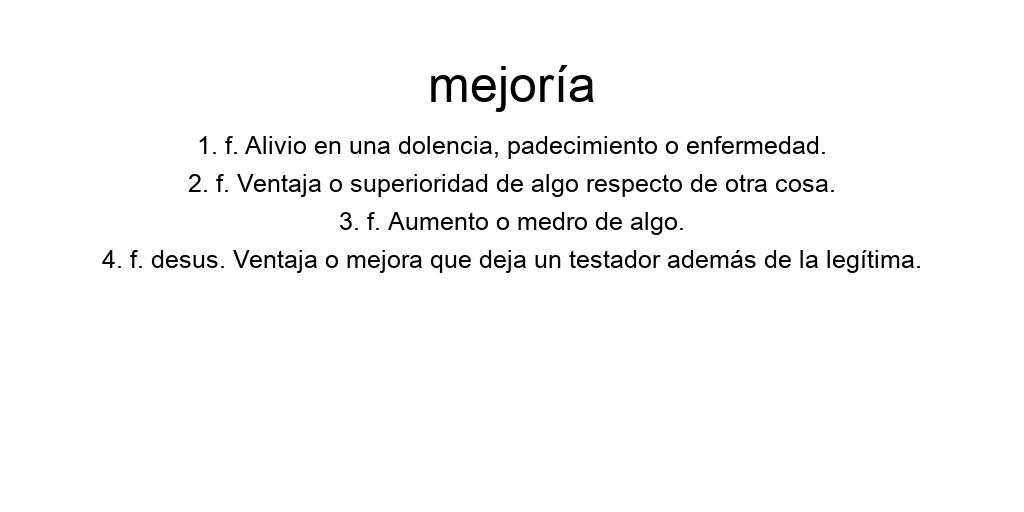 mejoría
1. f. Alivio en una dolencia, padecimiento o enfermedad.
2. f. Ventaja o superioridad de algo respecto de otra cosa.
3. f. Aumento o medro de algo.
4. f. desus. Ventaja o mejora que deja un testador además de la legítima.